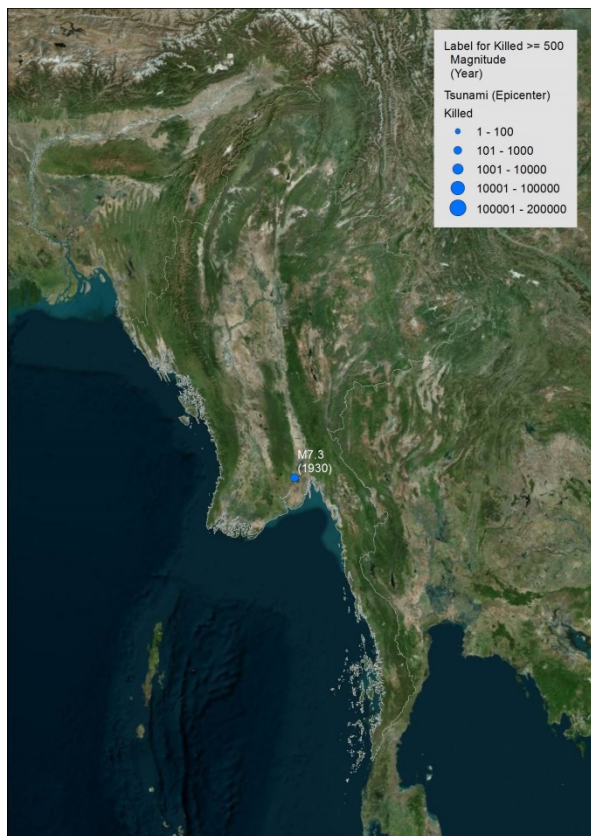 Label for Killed >= 500
Magnitude
(Year)
Tsunami (Epicenter)
Killed
1 - 100
101 - 1000
1001 - 10000
10001 - 100000
100001 - 200000
M7.3
(1930)